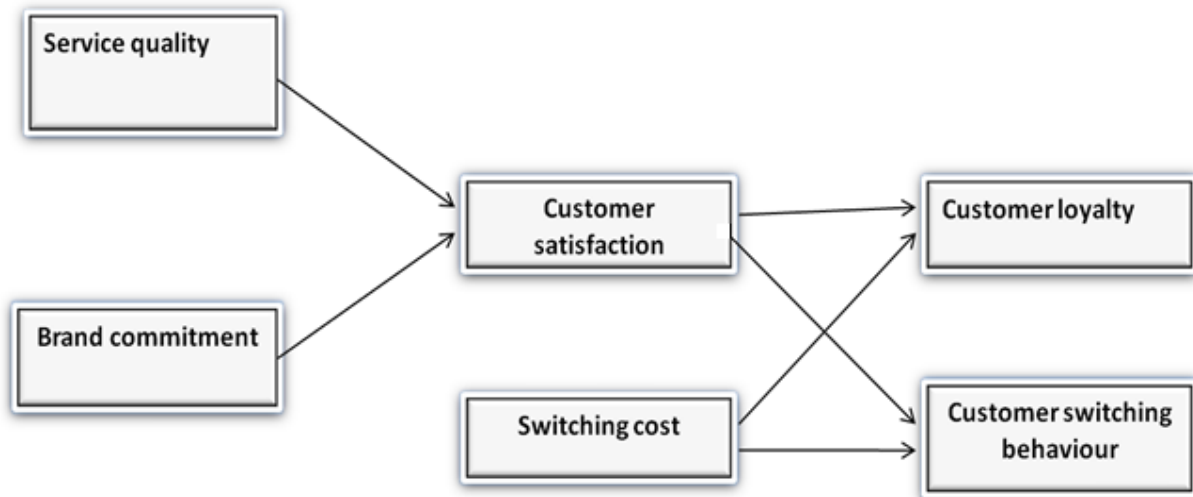 Service quality
Customer
satisfaction
Customer loyalty
Brand commitment
Switching cost
Customer switching
behaviour